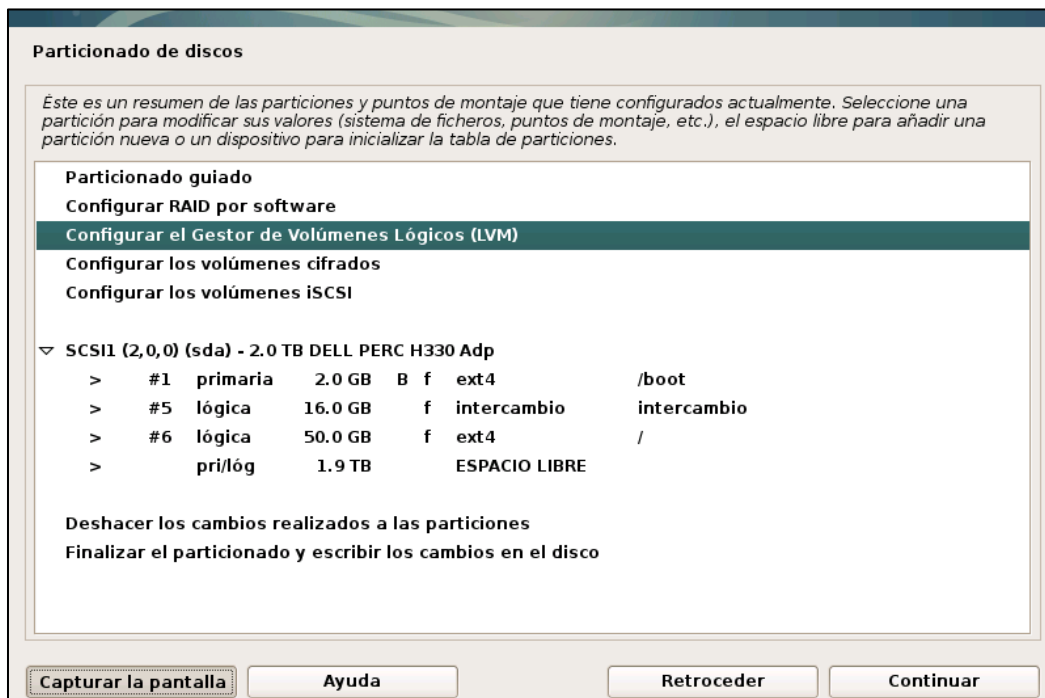 Particionado de discos
Éste es un resumen de las particiones y puntos de montaje que tiene configurados actualmente. Seleccione una
partición para modificar sus valores (sistema de ficheros, puntos de montaje, etc.), el espacio libre para añadir una
partición nueva o un dispositivo para inicializar la tabla de particiones.
Particionado guiado
Configurar RAID por software
Configurar el Gestor de Volúmenes Lógicos (LVM)
Configurar los volúmenes cifrados
Configurar los volúmenes iSCSI
SCSI1 (2,0,0) (sda) - 2.0 TB DELL PERC H330 Adp
> #1 primaria 2.0 GB B f ext4 /boot
> #5 lógica 16.0 GB f intercambio intercambio
> #6 lógica 50.0 GB f ext4 /
> pri/lóg 1.9 TB ESPACIO LIBRE
Deshacer los cambios realizados a las particiones
Finalizar el particionado y escribir los cambios en el disco
Capturar la pantalla Ayuda Retroceder Continuar